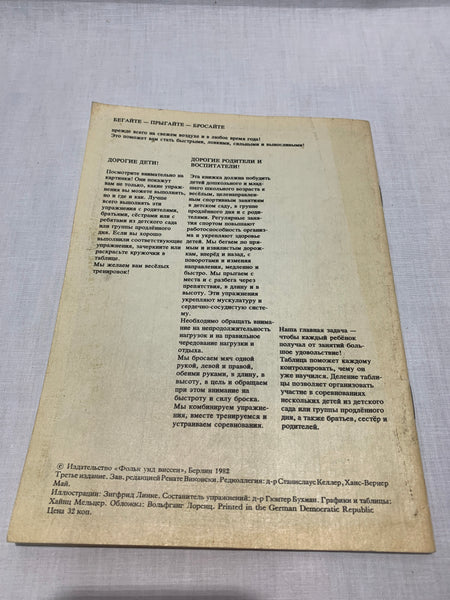 БЕГАЙТЕ — ПРЫГАЙТЕ — БРОСАЙТЕ
прежде всего на свежем воздухе и в любое время года!
Это поможет вам стать быстрыми, ловкими, сильными и выносливыми!
ДОРОГИЕ ДЕТИ!
Посмотрите внимательно на
картинки! Они покажут
вам не только, какие упраж-
нения вы можете выполнить,
но и где и как. Лучше
всего выполнять эти
упражнения с родителями,
братьями, сёстрами или с
ребятами из детского сада
или группы продлённого
дня. Если вы хорошо
выполнили соответствующие
упражнения, зачеркните или
раскрасьте кружочки в
таблице.
Мы желаем вам весёлых
тренировок!
ДОРОГИЕ РОДИТЕЛИ И
ВОСПИТАТЕЛИ!
Эта книжка должна побудить
детей дошкольного и млад-
шего школьного возраста к
весёлым, целенаправлен-
ным спортивным занятиям
в детском саду, в группе
продлённого дня и с роди-
телями. Регулярные заня-
тия спортом повышают
работоспособность организ-
ма и укрепляют здоровье
детей. Мы бегаем по пря-
мым и извилистым дорож-
кам, вперёд и назад, с
поворотами и изменяя
направления, медленно и
быстро. Мы прыгаем с
места и с разбега через
препятствия, в длину и в
высоту. Эти упражнения
укрепляют мускулатуру и
сердечно-сосудистую систе-
му.
Необходимо обращать внима-
ние на непродолжительность
нагрузок и на правильное
чередование нагрузки и
отдыха.
Мы бросаем мяч одной
рукой, левой и правой,
обеими руками, в длину, в
высоту, в цель и обращаем
при этом внимание на
быстроту и силу броска.
Мы комбинируем упражне-
ния, вместе тренируемся и
устраиваем соревнования.
Наша главная задача —
чтобы каждый ребёнок
получал от занятий боль-
шое удовольствие!
Таблица поможет каждому
контролировать, чему он
уже научился. Деление табли-
цы позволяет организовать
участие в соревнованиях
нескольких детей из детского
сада или группы продлённого
дня, а также братьев, сестёр и
родителей.
© Издательство «Фольк унд виссен», Берлин 1982
Третье издание. Зав. редакцией Ренате Виновски. Редколлегия: д-р Станислаус Келлер, Ханс-Вернер
Май.
Иллюстрации: Зигфрид Линке. Составитель упражнений: д-р Гюнтер Бухман. Графики и таблицы:
Хайнц Мельцер. Обложка: Вольфганг Лоренц. Printed in the German Democratic Republic
Цена 32 коп.